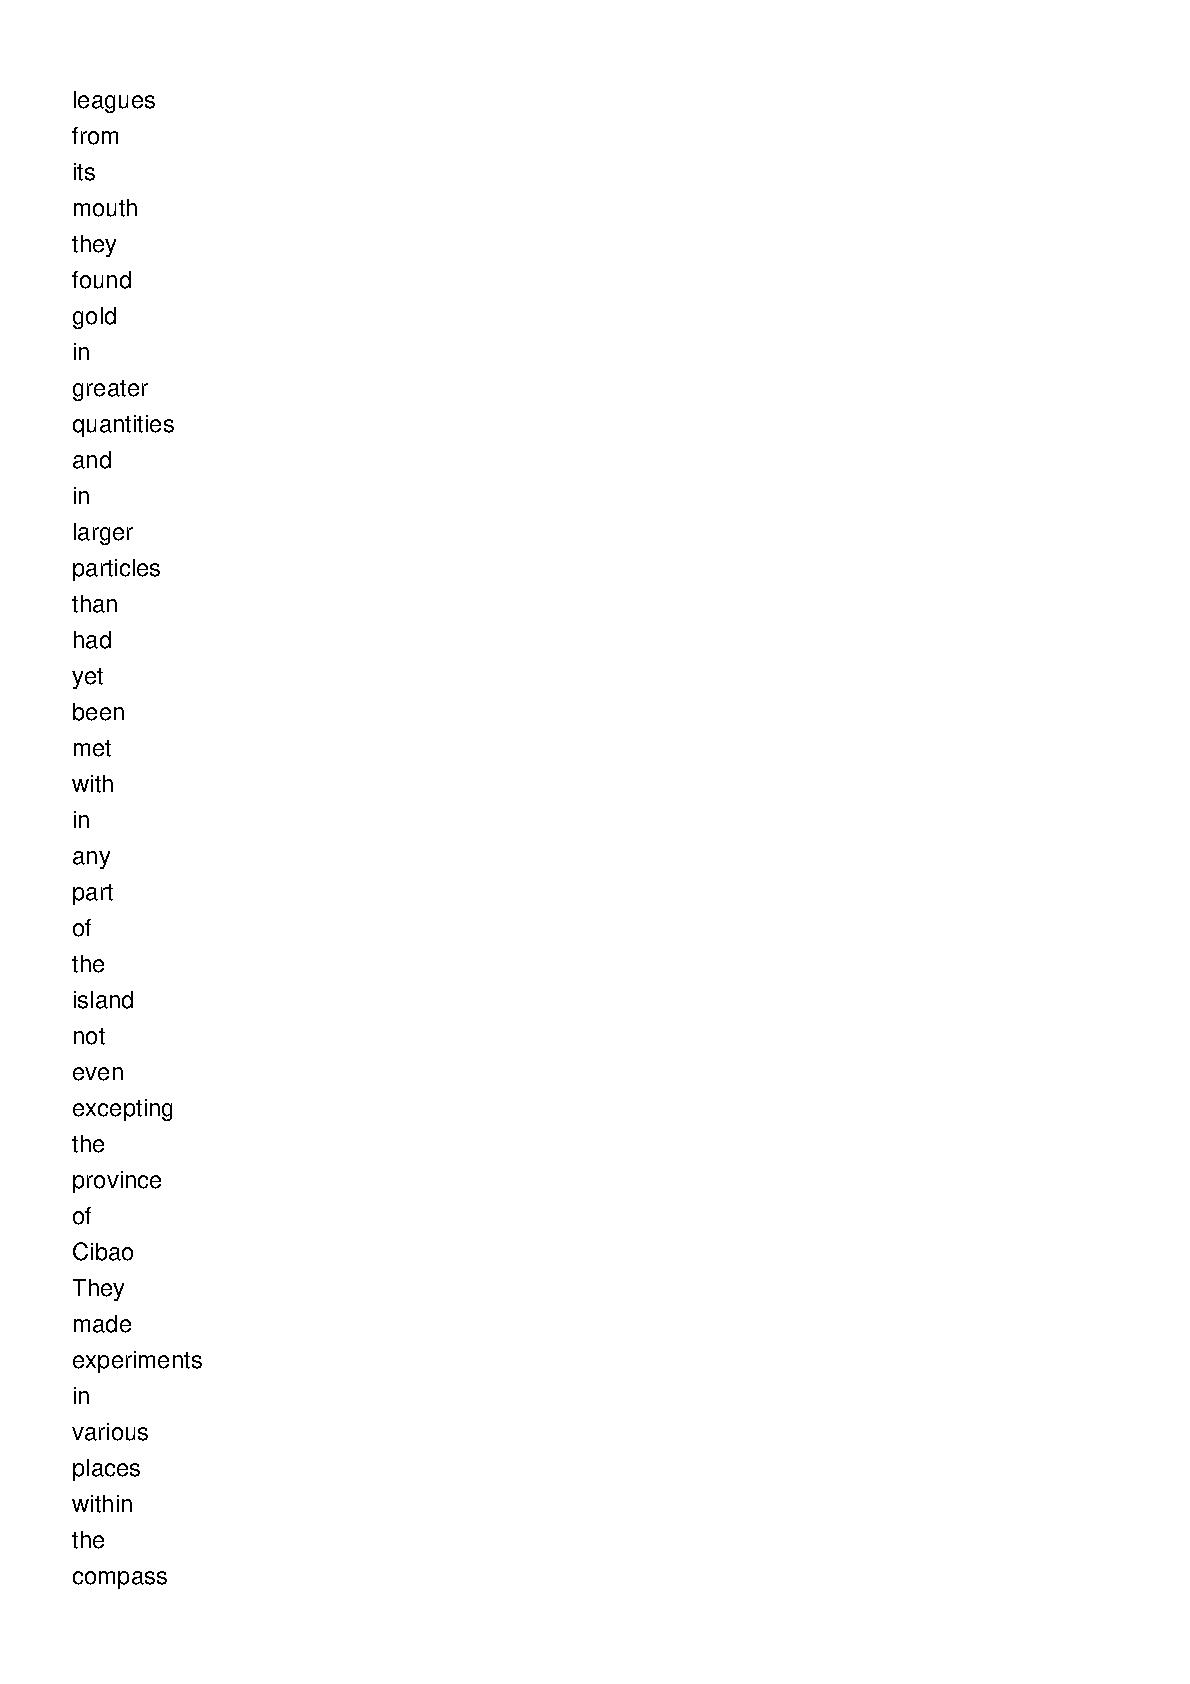 leagues
from
its
mouth
they
found
gold
in
greater
quantities
and
in
larger
particles
than
had
yet
been
met
with
in
any
part
of
the
island
not
even
excepting
the
province
of
Cibao
They
made
experiments
in
various
places
within
the
compass